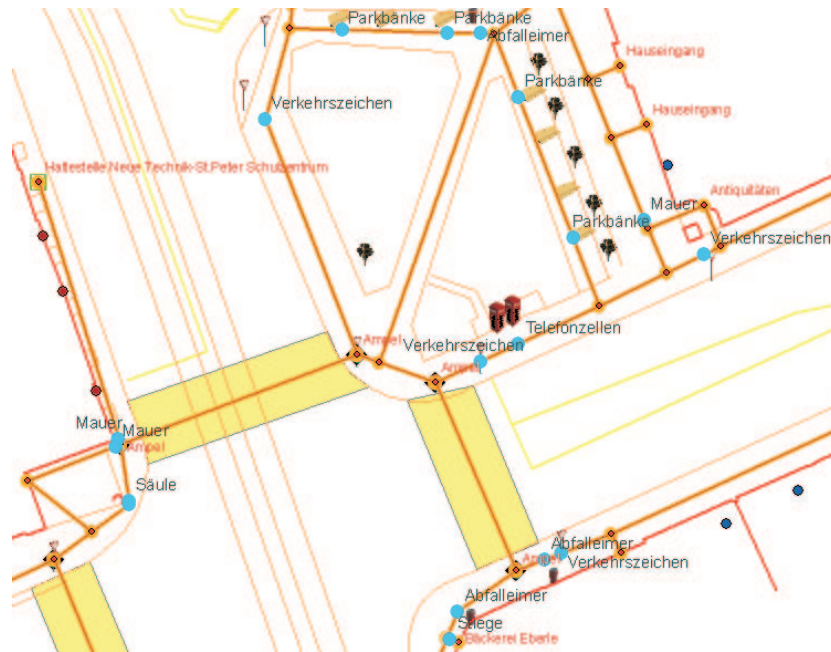 Parkbänke
Parkbänke
Abfalleimer
Hauseingang
Parkbänke
Verkehrszeichen
Hauseingang
Haltestelle Neue Technik-St.Peter Schulzentrum
Antiquitäten
Mauer
Parkbänke
Verkehrszeichen
Telefonzellen
Ampel
Verkehrszeichen
Ampel
Mauer
Mauer
Ampel
Säule
Abfalleimer
Ampel
Verkehrszeichen
Abfalleimer
Stiege
Bäckerei Eberle